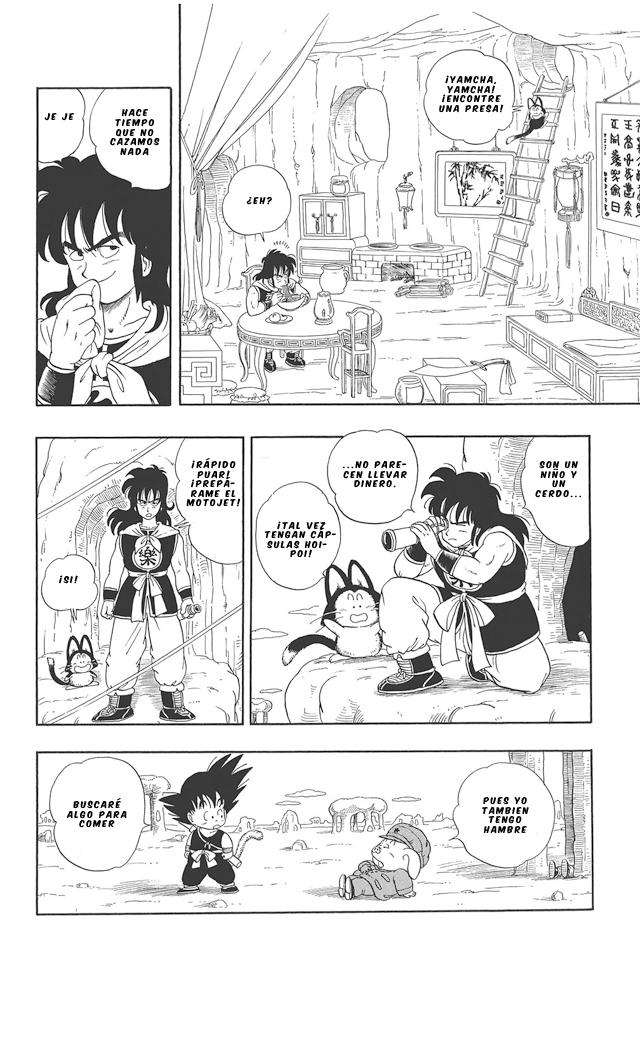 ¡YAMCHA,
YAMCHA!
¡ENCONTRE
UNA PRESA!
¿EH?
HACE
TIEMPO
QUE NO
CAZAMOS
NADA
JE JE
SON UN
NIÑO Y
UN
CERDO...
...NO PARE-
CEN LLEVAR
DINERO.
¡TAL VEZ
TENGAN CÁP-
SULAS HOI-
POI!
¡RÁPIDO
PUAR!
¡PREPÁ-
RAME EL
MOTOJET!
樂
¡SI!
PUES YO
TAMBIEN
TENGO
HAMBRE
BUSCARÉ
ALGO PARA
COMER